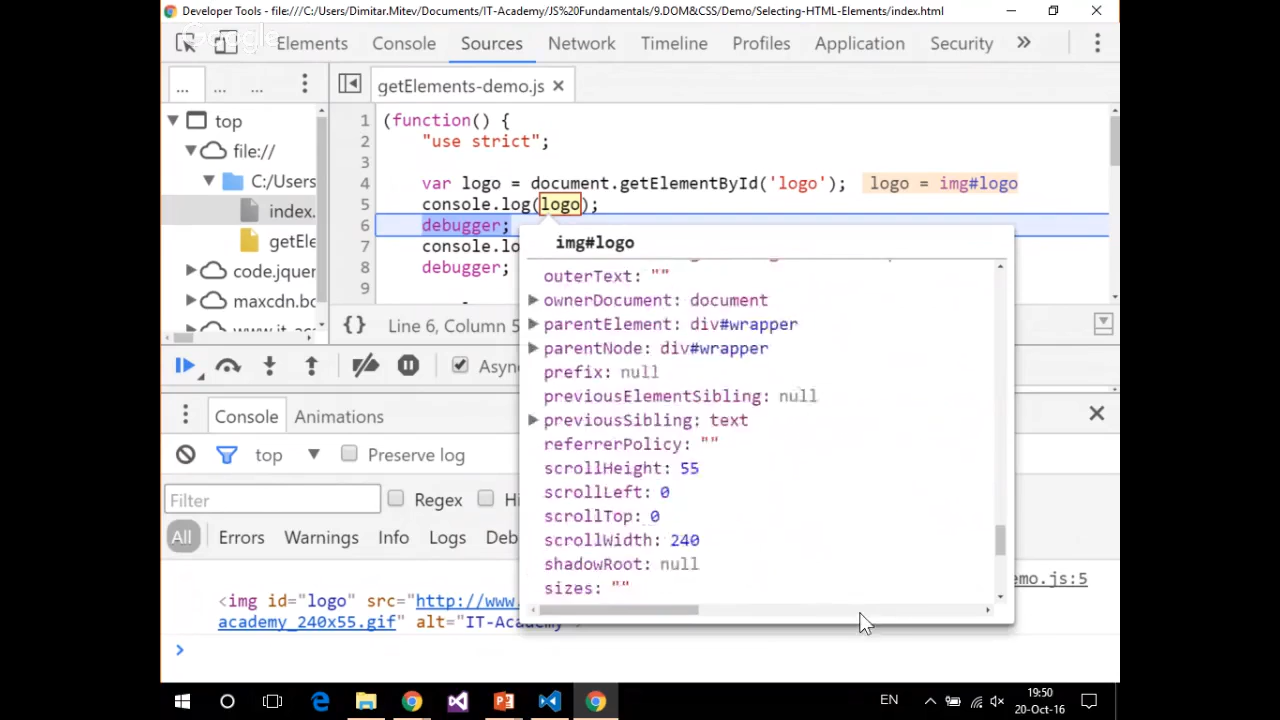 Developer Tools - file:///C:/Users/Dimitar.Mitev/Documents/IT-Academy/JS%20Fundamentals/9.DOM&CSS/Demo/Selecting-HTML-Elements/index.html
Google
Elements Console Sources Network Timeline Profiles Application Security »
... ... ... getElements-demo.js
top
file://
C:/Users
index.
getEle
code.jquer
maxcdn.bo
1 (function() {
2 "use strict";
3
4 var logo = document.getElementById('logo'); logo = img#logo
5 console.log(logo);
6 debugger;
7 console.lo
8 debugger;
9
{} Line 6, Column 5
Async
img#logo
outerText: ""
ownerDocument: document
parentElement: div#wrapper
parentNode: div#wrapper
prefix: null
previousElementSibling: null
previousSibling: text
referrerPolicy: ""
scrollHeight: 55
scrollLeft: 0
scrollTop: 0
scrollWidth: 240
shadowRoot: null
sizes: ""
Console Animations
top Preserve log
Filter Regex Hi
All Errors Warnings Info Logs Deb
emo.js:5
<img id="logo" src="http://www.
academy_240x55.gif" alt="IT-Academy">
>
EN 19:50
20-Oct-16